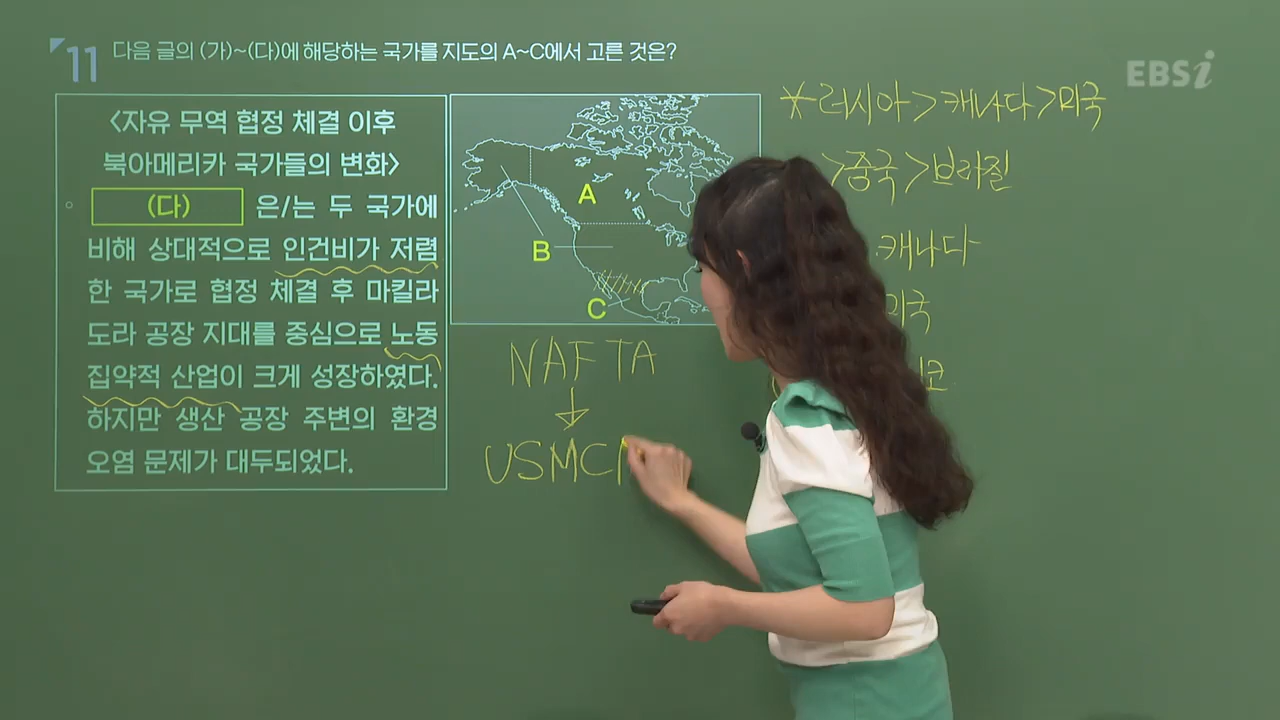 11 다음 글의 (가)~(다)에 해당하는 국가를 지도의 A~C에서 고른 것은?
EBSi
<자유 무역 협정 체결 이후
북아메리카 국가들의 변화>
(다) 은/는 두 국가에
비해 상대적으로 인건비가 저렴
한 국가로 협정 체결 후 마킬라
도라 공장 지대를 중심으로 노동
집약적 산업이 크게 성장하였다.
하지만 생산 공장 주변의 환경
오염 문제가 대두되었다.
A
B
C
NAFTA
↓
USMC
*러시아>캐나다>미국
>중국>브라질
캐나다
미국
코